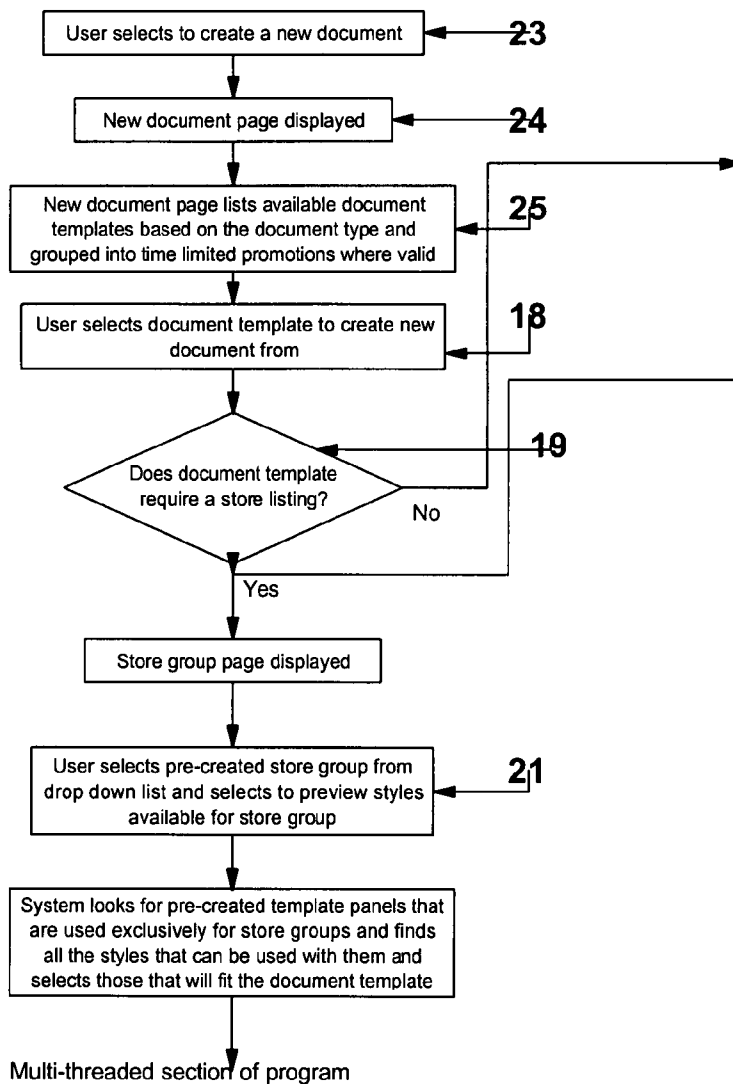 User selects to create a new document
23
New document page displayed
24
New document page lists available document
templates based on the document type and
grouped into time limited promotions where valid
25
User selects document template to create new
document from
18
19
Does document template
require a store listing?
No
Yes
Store group page displayed
User selects pre-created store group from
drop down list and selects to preview styles
available for store group
21
System looks for pre-created template panels that
are used exclusively for store groups and finds
all the styles that can be used with them and
selects those that will fit the document template
Multi-threaded section of program